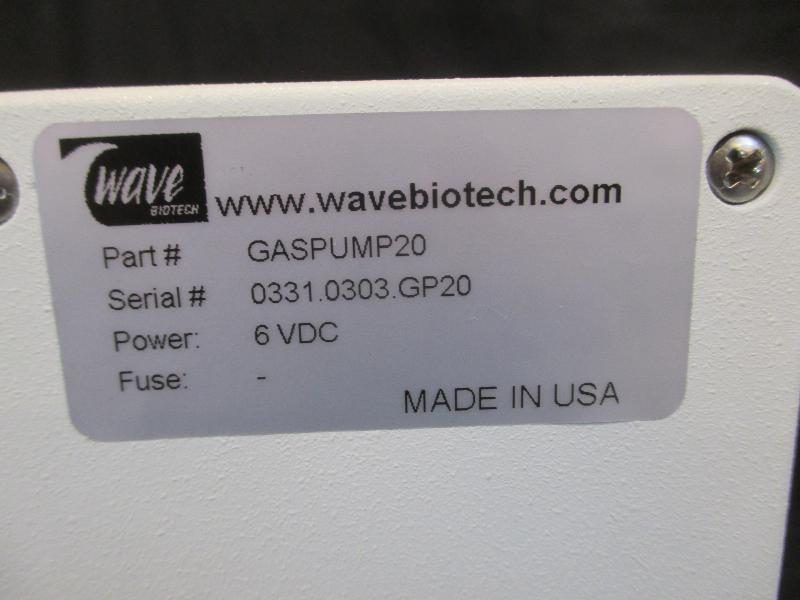 wave
BIOTECH
www.wavebiotech.com
Part # GASPUMP20
Serial # 0331.0303.GP20
Power: 6 VDC
Fuse: -
MADE IN USA